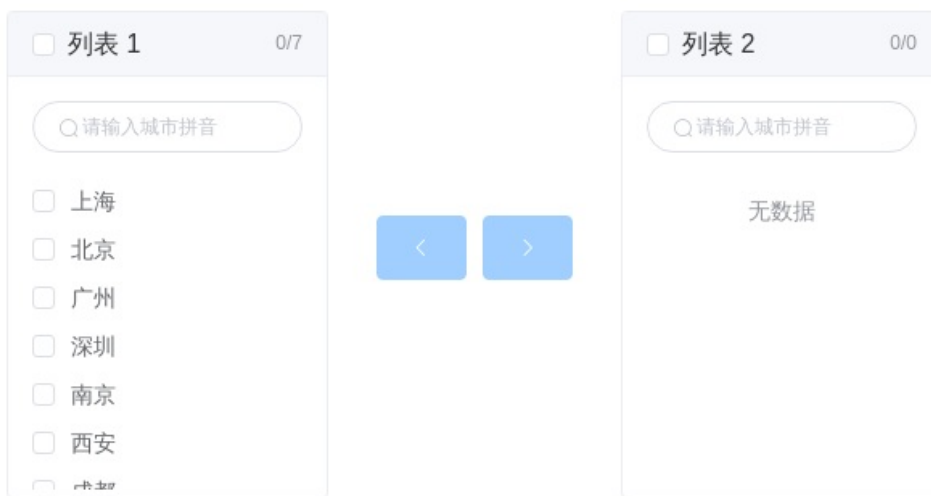 列表 1
0/7
请输入城市拼音
上海
北京
广州
深圳
南京
西安
成都
列表 2
0/0
请输入城市拼音
无数据